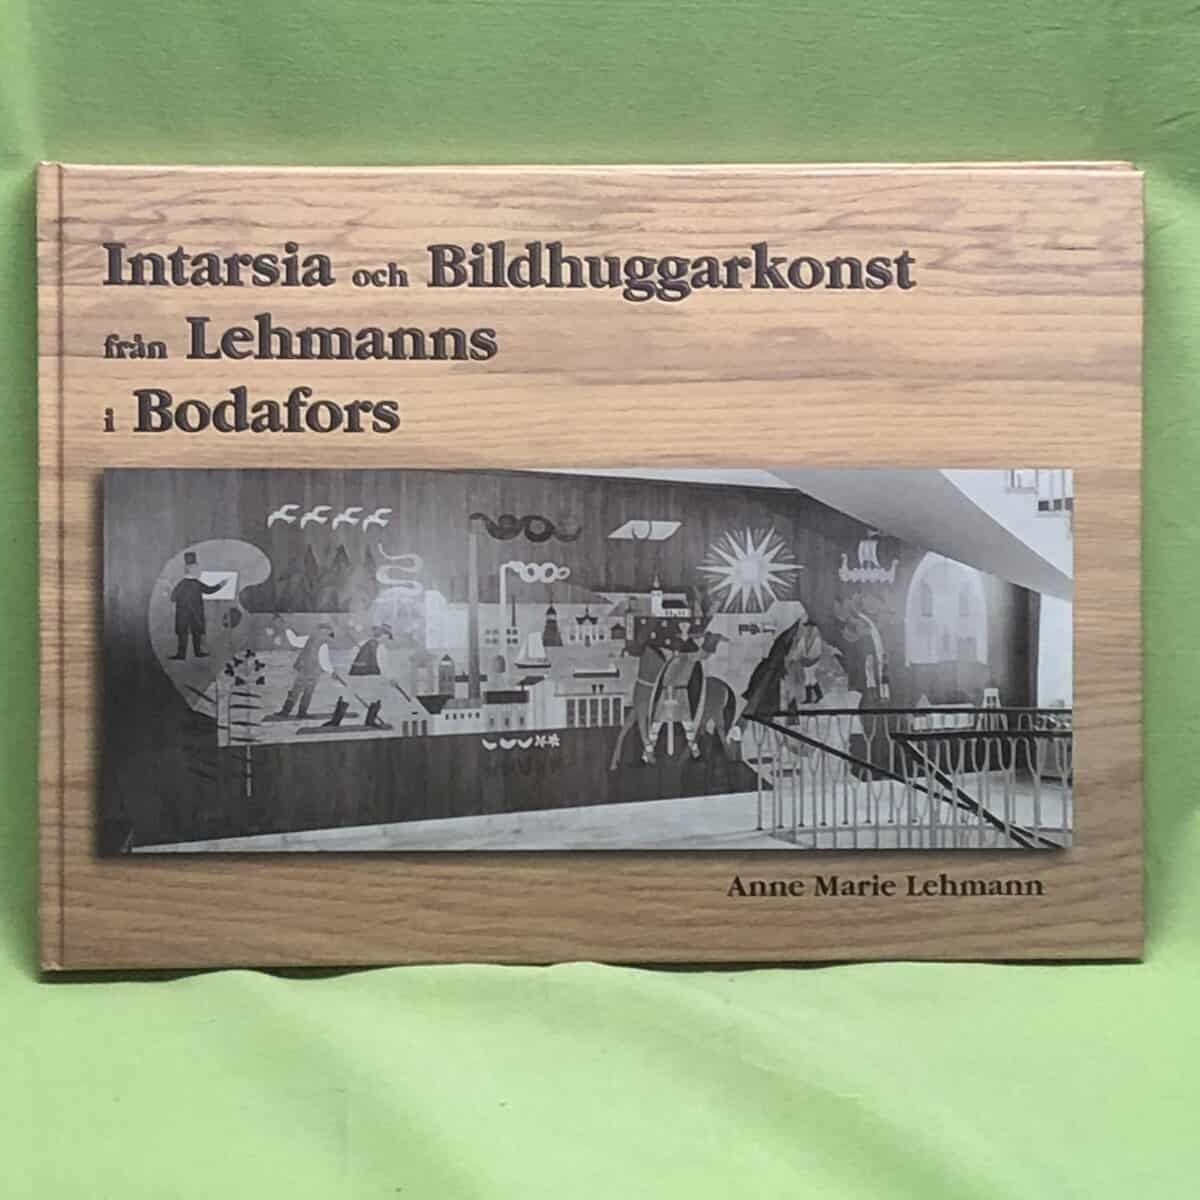 Intarsia och Bildhuggarkonst
från Lehmanns
i Bodafors
Anne Marie Lehmann